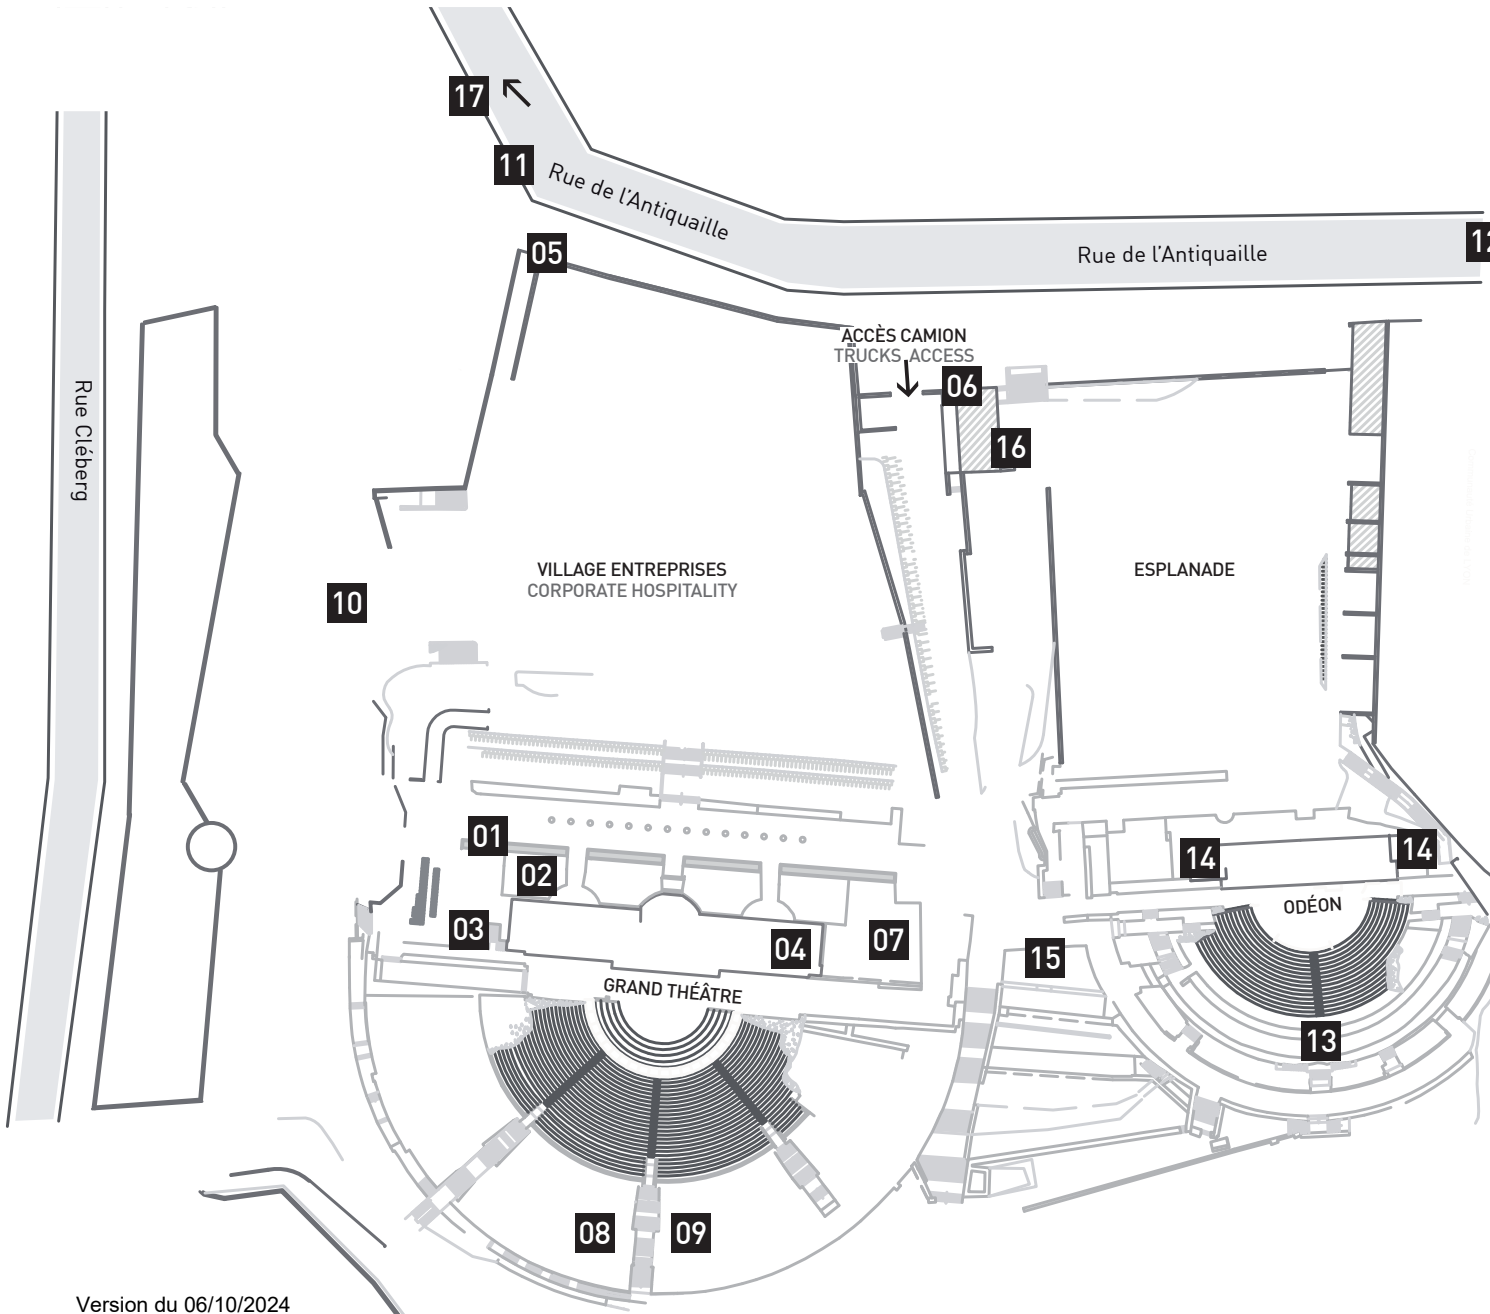 17
11
Rue de l'Antiquaille
05
Rue de l'Antiquaille
ACCÈS CAMION
TRUCKS ACCESS
06
16
Rue Cléberg
VILLAGE ENTREPRISES
CORPORATE HOSPITALITY
ESPLANADE
10
01
02
03
04
07
GRAND THÉÂTRE
14
14
ODÉON
15
13
08
09
Version du 06/10/2024